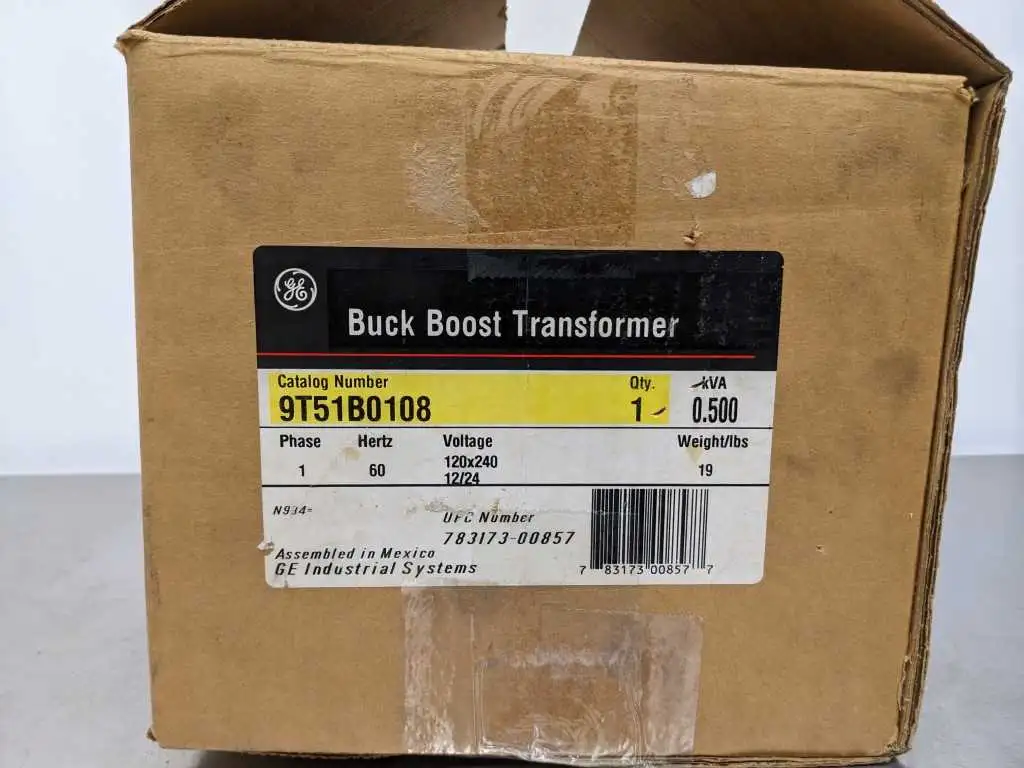 GE
Buck Boost Transformer
Catalog Number Qty. kVA
9T51B0108 1 0.500
Phase Hertz Voltage Weight/lbs
1 60 120x240 19
12/24
N934=
UPC Number
783173-00857
Assembled in Mexico
GE Industrial Systems
7 83173 00857 7